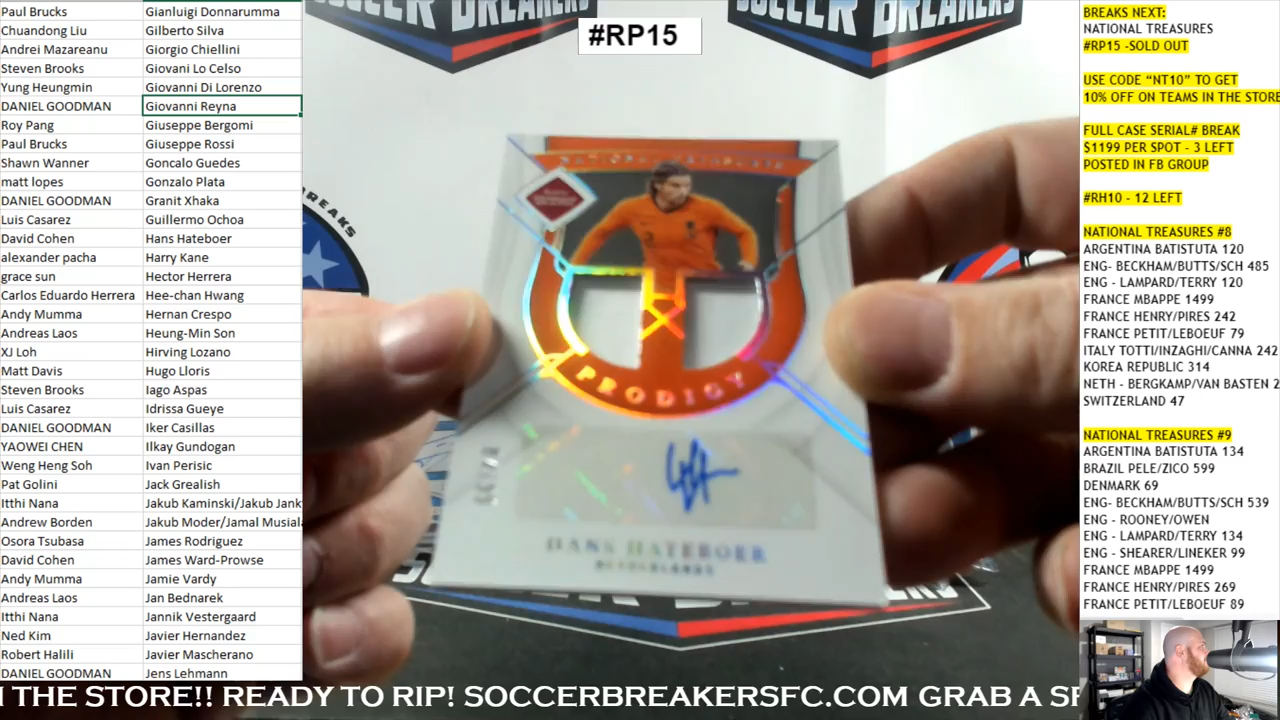 Paul Brucks Gianluigi Donnarumma
Chuandong Liu Gilberto Silva
Andrei Mazareanu Giorgio Chiellini
Steven Brooks Giovani Lo Celso
Yung Heungmin Giovanni Di Lorenzo
DANIEL GOODMAN Giovanni Reyna
Roy Pang Giuseppe Bergomi
Paul Brucks Giuseppe Rossi
Shawn Wanner Goncalo Guedes
matt lopes Gonzalo Plata
DANIEL GOODMAN Granit Xhaka
Luis Casarez Guillermo Ochoa
David Cohen Hans Hateboer
alexander pacha Harry Kane
grace sun Hector Herrera
Carlos Eduardo Herrera Hee-chan Hwang
Andy Mumma Hernan Crespo
Andreas Laos Heung-Min Son
XJ Loh Hirving Lozano
Matt Davis Hugo Lloris
Steven Brooks Iago Aspas
Luis Casarez Idrissa Gueye
DANIEL GOODMAN Iker Casillas
YAOWEI CHEN Ilkay Gundogan
Weng Heng Soh Ivan Perisic
Pat Golini Jack Grealish
Itthi Nana Jakub Kaminski/Jakub Jank
Andrew Borden Jakub Moder/Jamal Musial
Osora Tsubasa James Rodriguez
David Cohen James Ward-Prowse
Andy Mumma Jamie Vardy
Andreas Laos Jan Bednarek
Itthi Nana Jannik Vestergaard
Ned Kim Javier Hernandez
Robert Halili Javier Mascherano
DANIEL GOODMAN Jens Lehmann
SOCCER BREAKERS
#RP15
BREAKS
PRODIGY
HANS HATEBOER
NETHERLANDS
BREAKS NEXT:
NATIONAL TREASURES
#RP15 -SOLD OUT
USE CODE "NT10" TO GET
10% OFF ON TEAMS IN THE STORE
FULL CASE SERIAL# BREAK
$1199 PER SPOT - 3 LEFT
POSTED IN FB GROUP
#RH10 - 12 LEFT
NATIONAL TREASURES #8
ARGENTINA BATISTUTA 120
ENG- BECKHAM/BUTTS/SCH 485
ENG - LAMPARD/TERRY 120
FRANCE MBAPPE 1499
FRANCE HENRY/PIRES 242
FRANCE PETIT/LEBOEUF 79
ITALY TOTTI/INZAGHI/CANNA 242
KOREA REPUBLIC 314
NETH - BERGKAMP/VAN BASTEN 2
SWITZERLAND 47
NATIONAL TREASURES #9
ARGENTINA BATISTUTA 134
BRAZIL PELE/ZICO 599
DENMARK 69
ENG- BECKHAM/BUTTS/SCH 539
ENG - ROONEY/OWEN
ENG - LAMPARD/TERRY 134
ENG - SHEARER/LINEKER 99
FRANCE MBAPPE 1499
FRANCE HENRY/PIRES 269
FRANCE PETIT/LEBOEUF 89
THE STORE!! READY TO RIP! SOCCERBREAKERSFC.COM GRAB A SP